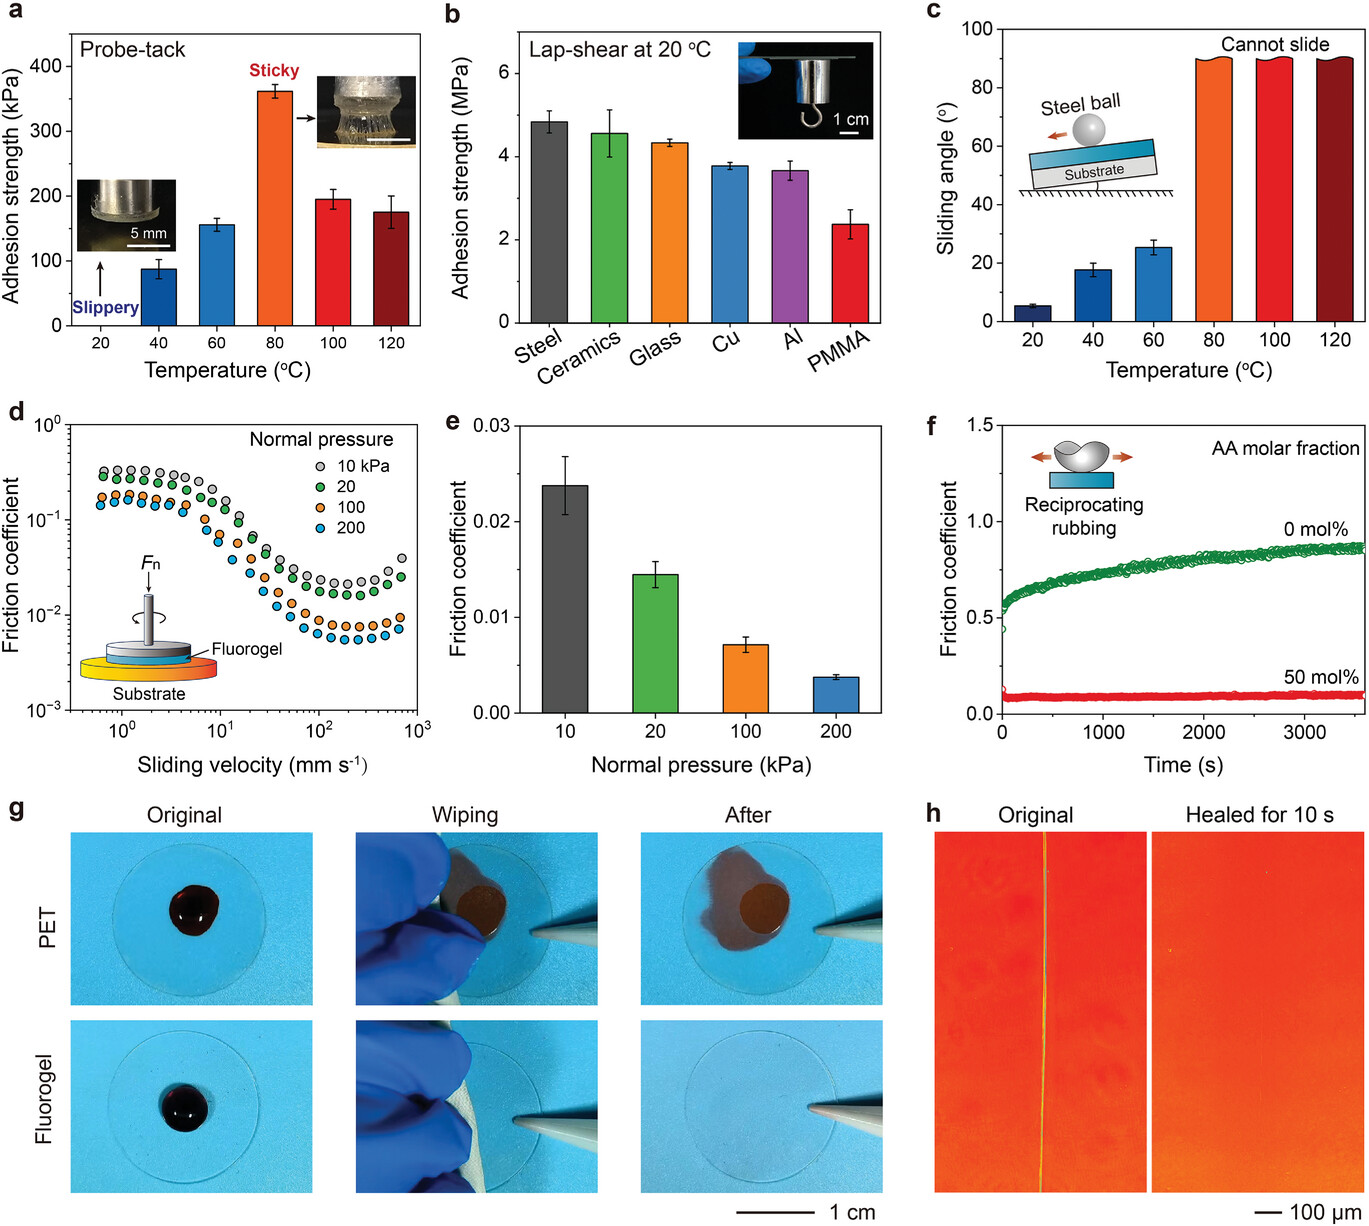 a
Probe-tack
Adhesion strength (kPa)
400
300
200
100
0
Sticky
5 mm
Slippery
20 40 60 80 100 120
Temperature (°C)
b
Lap-shear at 20 °C
Adhesion strength (MPa)
6
4
2
0
1 cm
Steel Ceramics Glass Cu Al PMMA
c
Sliding angle (°)
100
80
60
40
20
0
Cannot slide
Steel ball
Substrate
20 40 60 80 100 120
Temperature (°C)
d
Friction coefficient
10⁰
10⁻¹
10⁻²
10⁻³
Normal pressure
10 kPa
20
100
200
Fn
Fluorogel
Substrate
10⁰ 10¹ 10² 10³
Sliding velocity (mm s⁻¹)
e
Friction coefficient
0.03
0.02
0.01
0.00
10 20 100 200
Normal pressure (kPa)
f
Friction coefficient
1.5
1.0
0.5
0.0
AA molar fraction
Reciprocating
rubbing
0 mol%
50 mol%
0 1000 2000 3000
Time (s)
g
Original Wiping After
PET
Fluorogel
1 cm
h
Original Healed for 10 s
100 μm